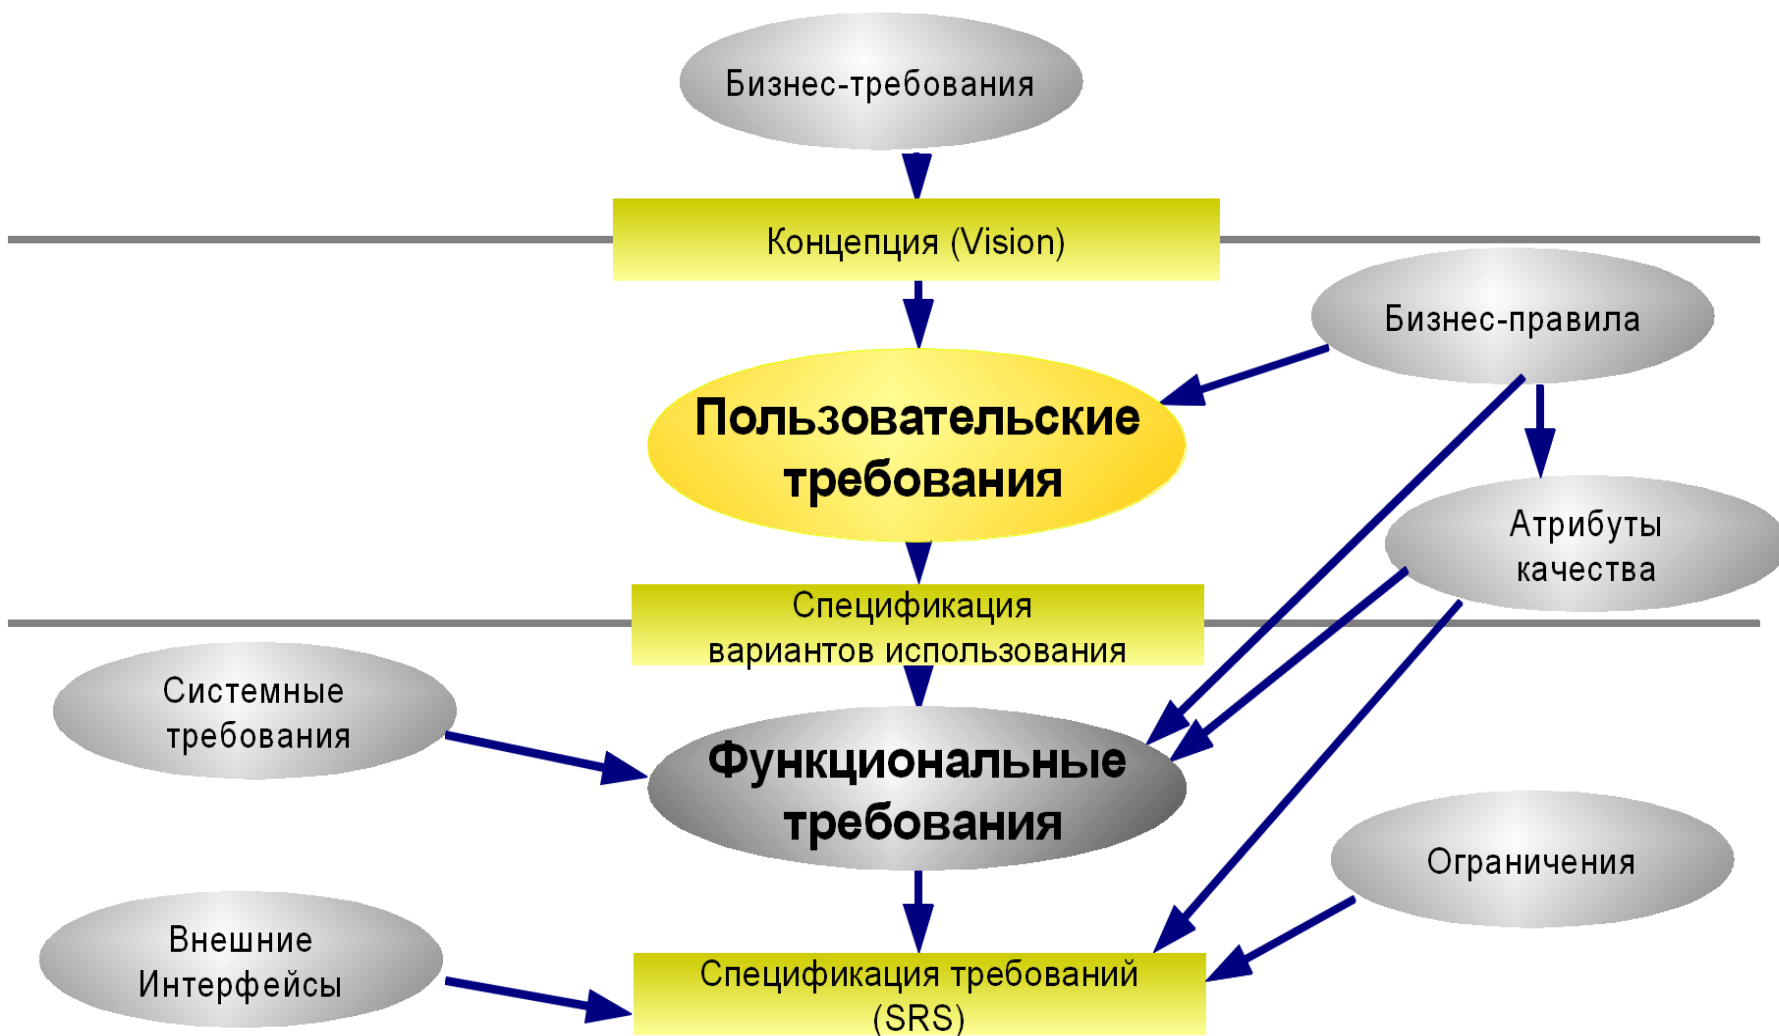 Бизнес-требования
Концепция (Vision)
Бизнес-правила
Пользовательские
требования
Атрибуты
качества
Спецификация
вариантов использования
Системные
требования
Функциональные
требования
Ограничения
Внешние
Интерфейсы
Спецификация требований
(SRS)